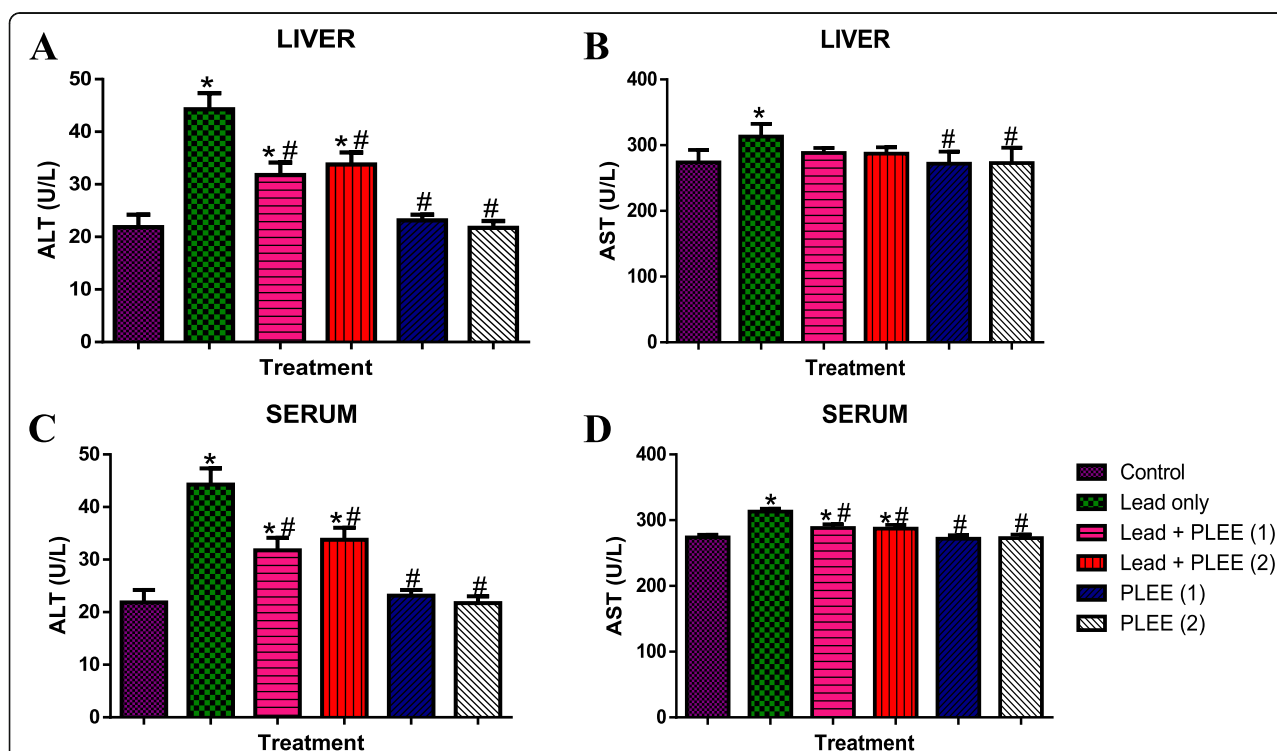 A
LIVER
ALT (U/L)
50
40
30
20
10
0
*
* #
* #
#
#
Treatment
B
LIVER
AST (U/L)
400
300
200
100
0
*
#
#
Treatment
C
SERUM
ALT (U/L)
50
40
30
20
10
0
*
* #
* #
#
#
Treatment
D
SERUM
AST (U/L)
400
300
200
100
0
*
* #
* #
#
#
Treatment
Control
Lead only
Lead + PLEE (1)
Lead + PLEE (2)
PLEE (1)
PLEE (2)